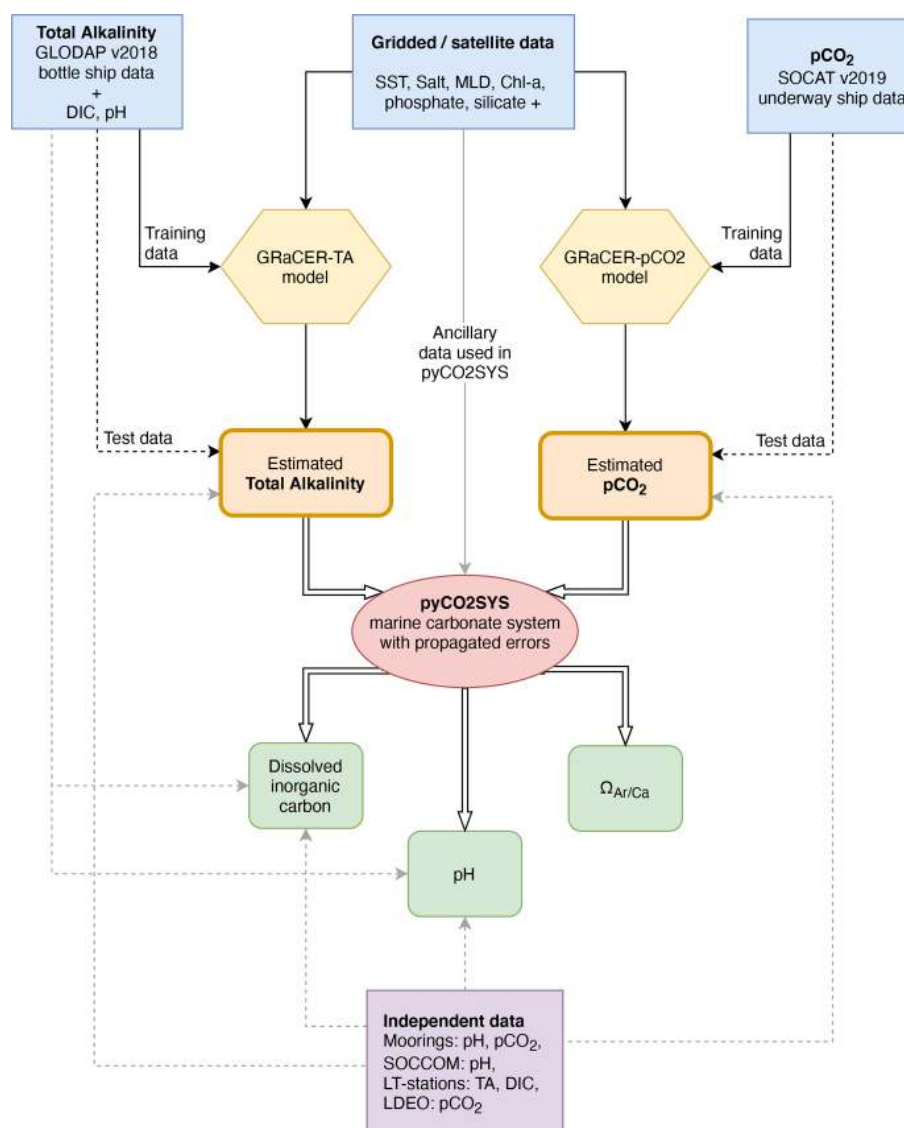 Total Alkalinity
GLODAP v2018
bottle ship data
+
DIC, pH
Gridded / satellite data
SST, Salt, MLD, Chl-a,
phosphate, silicate +
pCO₂
SOCAT v2019
underway ship data
Training
data
GRaCER-TA
model
GRaCER-pCO2
model
Training
data
Ancillary
data used in
pyCO2SYS
Test data
Estimated
Total Alkalinity
Estimated
pCO₂
Test data
pyCO2SYS
marine carbonate system
with propagated errors
Dissolved
inorganic
carbon
Ω_Ar/Ca
pH
Independent data
Moorings: pH, pCO₂,
SOCCOM: pH,
LT-stations: TA, DIC,
LDEO: pCO₂